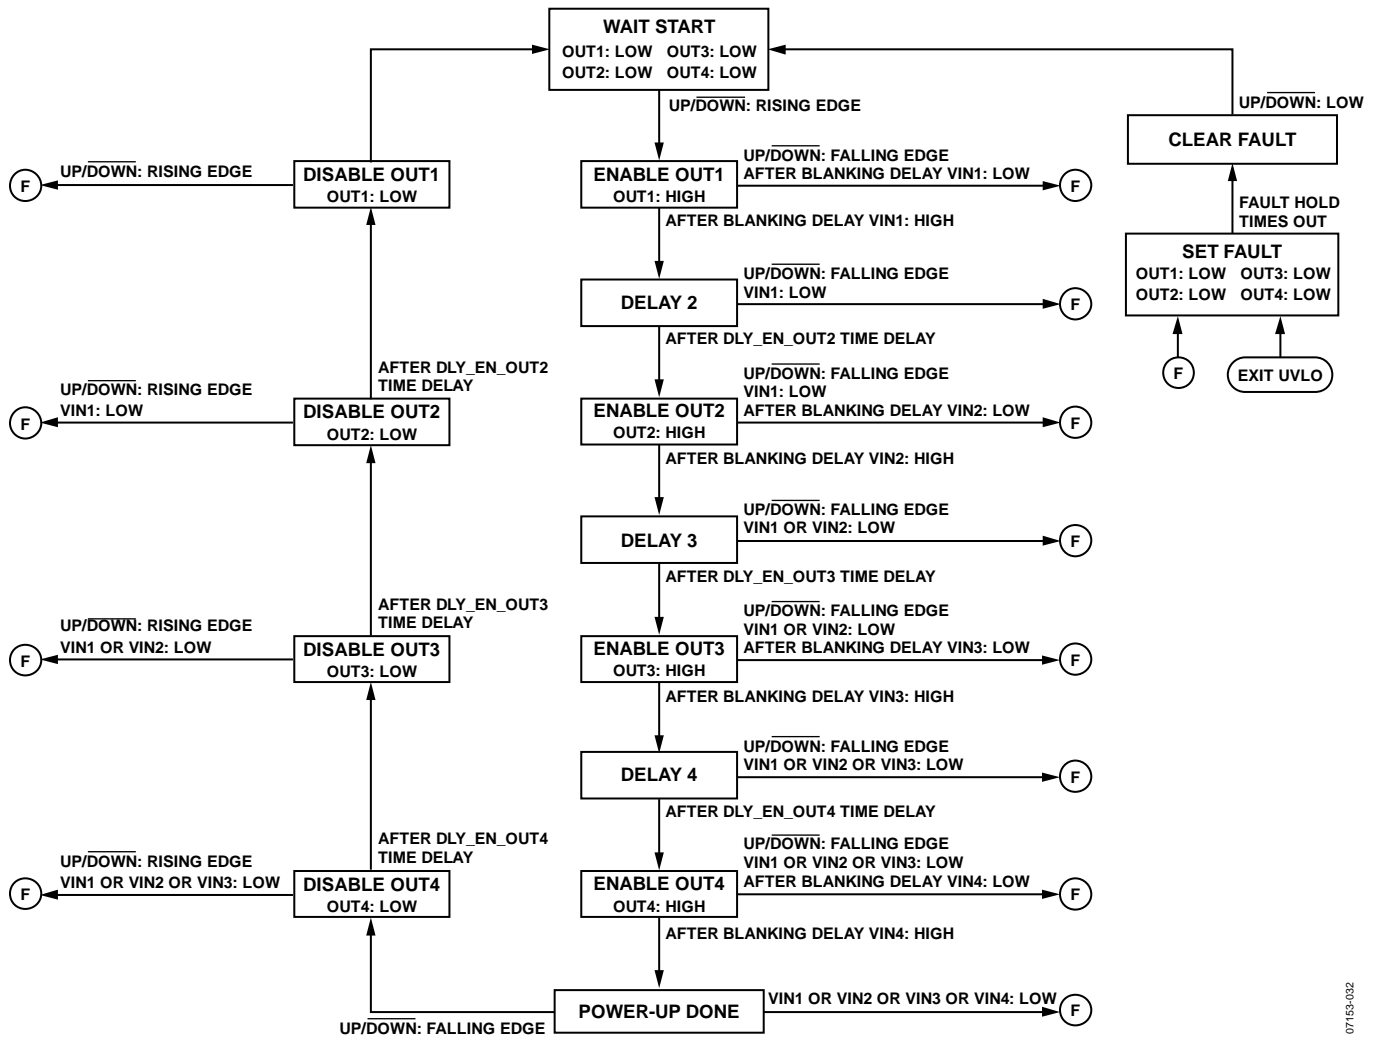 WAIT START
OUT1: LOW OUT3: LOW
OUT2: LOW OUT4: LOW
UP/DOWN: RISING EDGE
ENABLE OUT1
OUT1: HIGH
UP/DOWN: FALLING EDGE
AFTER BLANKING DELAY VIN1: LOW
F
AFTER BLANKING DELAY VIN1: HIGH
DELAY 2
UP/DOWN: FALLING EDGE
VIN1: LOW
F
AFTER DLY_EN_OUT2 TIME DELAY
ENABLE OUT2
OUT2: HIGH
UP/DOWN: FALLING EDGE
VIN1: LOW
AFTER BLANKING DELAY VIN2: LOW
F
AFTER BLANKING DELAY VIN2: HIGH
DELAY 3
UP/DOWN: FALLING EDGE
VIN1 OR VIN2: LOW
F
AFTER DLY_EN_OUT3 TIME DELAY
ENABLE OUT3
OUT3: HIGH
UP/DOWN: FALLING EDGE
VIN1 OR VIN2: LOW
AFTER BLANKING DELAY VIN3: LOW
F
AFTER BLANKING DELAY VIN3: HIGH
DELAY 4
UP/DOWN: FALLING EDGE
VIN1 OR VIN2 OR VIN3: LOW
F
AFTER DLY_EN_OUT4 TIME DELAY
ENABLE OUT4
OUT4: HIGH
UP/DOWN: FALLING EDGE
VIN1 OR VIN2 OR VIN3: LOW
AFTER BLANKING DELAY VIN4: LOW
F
AFTER BLANKING DELAY VIN4: HIGH
POWER-UP DONE
VIN1 OR VIN2 OR VIN3 OR VIN4: LOW
F
UP/DOWN: FALLING EDGE
DISABLE OUT4
OUT4: LOW
UP/DOWN: RISING EDGE
VIN1 OR VIN2 OR VIN3: LOW
F
AFTER DLY_EN_OUT4
TIME DELAY
DISABLE OUT3
OUT3: LOW
UP/DOWN: RISING EDGE
VIN1 OR VIN2: LOW
F
AFTER DLY_EN_OUT3
TIME DELAY
DISABLE OUT2
OUT2: LOW
UP/DOWN: RISING EDGE
VIN1: LOW
F
AFTER DLY_EN_OUT2
TIME DELAY
DISABLE OUT1
OUT1: LOW
UP/DOWN: RISING EDGE
F
UP/DOWN: LOW
CLEAR FAULT
FAULT HOLD
TIMES OUT
SET FAULT
OUT1: LOW OUT3: LOW
OUT2: LOW OUT4: LOW
F
EXIT UVLO
07153-032